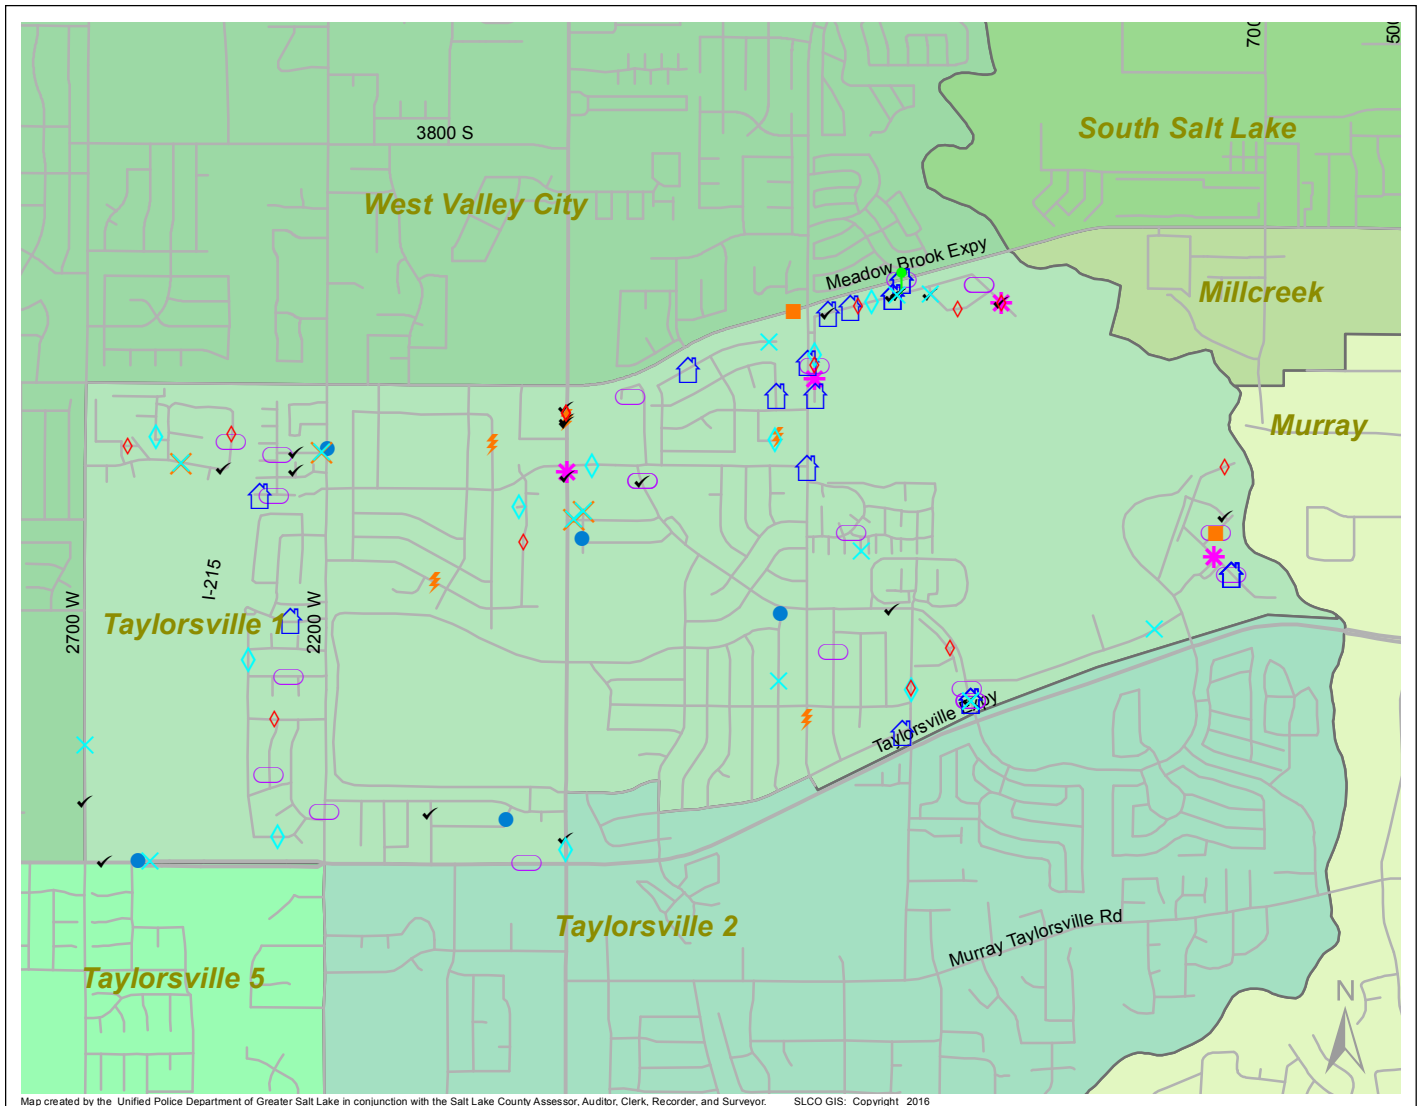 700
500
3800 S
South Salt Lake
West Valley City
Meadow Brook Expy
Millcreek
Murray
I-215
2700 W
2200 W
Taylorsville 1
Taylorsville Expy
Taylorsville 2
Murray Taylorsville Rd
Taylorsville 5
N
Map created by the Unified Police Department of Greater Salt Lake in conjunction with the Salt Lake County Assessor, Auditor, Clerk, Recorder, and Surveyor. SLCO GIS: Copyright 2016